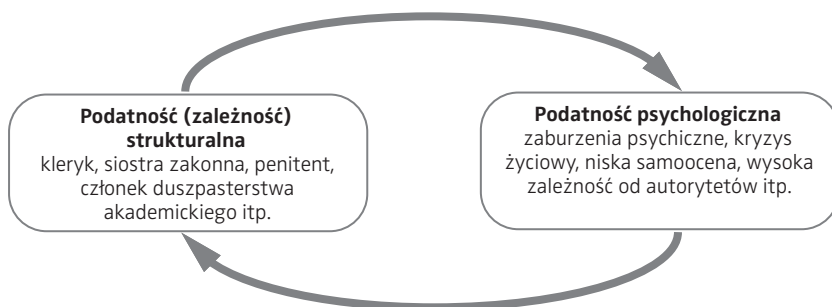 Podatność (zależność)
strukturalna
kleryk, siostra zakonna, penitent,
członek duszpasterstwa
akademickiego itp.
Podatność psychologiczna
zaburzenia psychiczne, kryzys
życiowy, niska samoocena, wysoka
zależność od autorytetów itp.